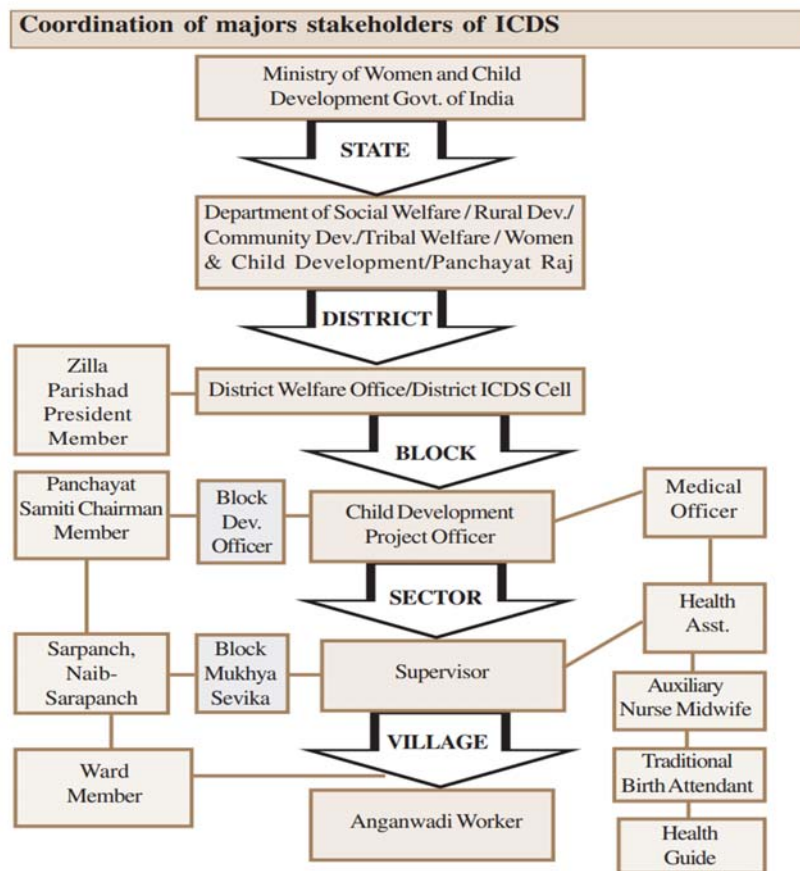 Coordination of majors stakeholders of ICDS
Ministry of Women and Child
Development Govt. of India
STATE
Department of Social Welfare / Rural Dev./
Community Dev./Tribal Welfare / Women
& Child Development/Panchayat Raj
DISTRICT
Zilla
Parishad
President
Member
District Welfare Office/District ICDS Cell
BLOCK
Panchayat
Samiti Chairman
Member
Block
Dev.
Officer
Child Development
Project Officer
Medical
Officer
SECTOR
Health
Asst.
Sarpanch,
Naib-
Sarapanch
Block
Mukhya
Sevika
Supervisor
Auxiliary
Nurse Midwife
VILLAGE
Ward
Member
Traditional
Birth Attendant
Anganwadi Worker
Health
Guide